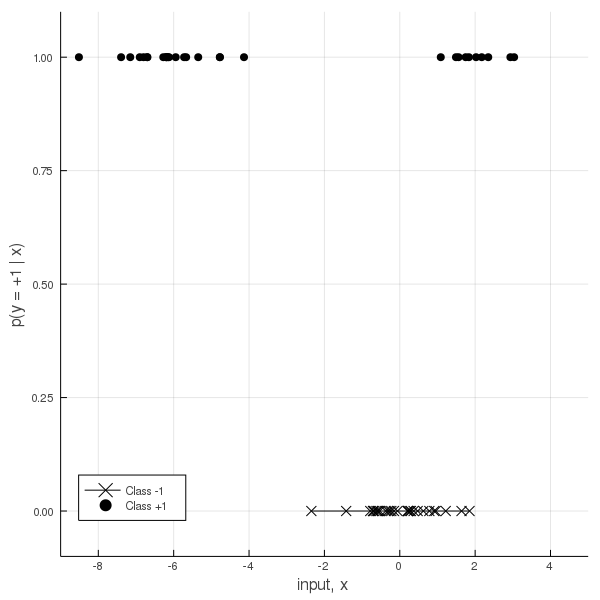 1.00
0.75
0.50
0.25
0.00
p(y = +1 | x)
Class -1
Class +1
-8 -6 -4 -2 0 2 4
input, x